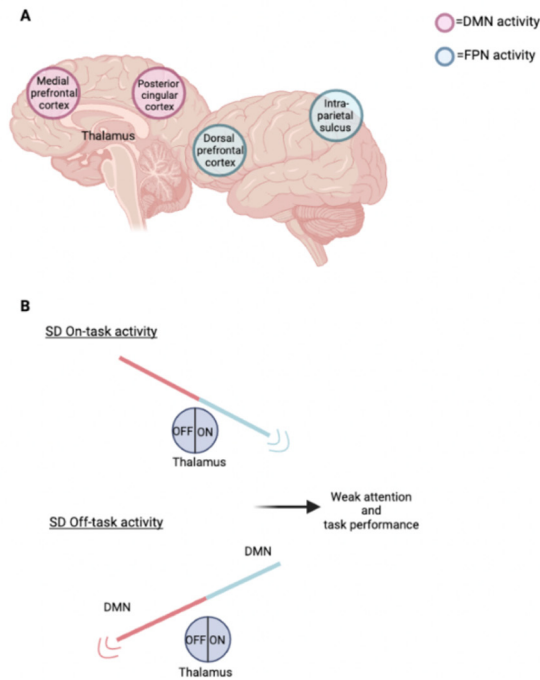 A
=DMN activity
=FPN activity
Medial
prefrontal
cortex
Posterior
cingular
cortex
Thalamus
Dorsal
prefrontal
cortex
Intra-
parietal
sulcus
B
SD On-task activity
OFF ON
Thalamus
Weak attention
and
task performance
SD Off-task activity
DMN
DMN
OFF ON
Thalamus